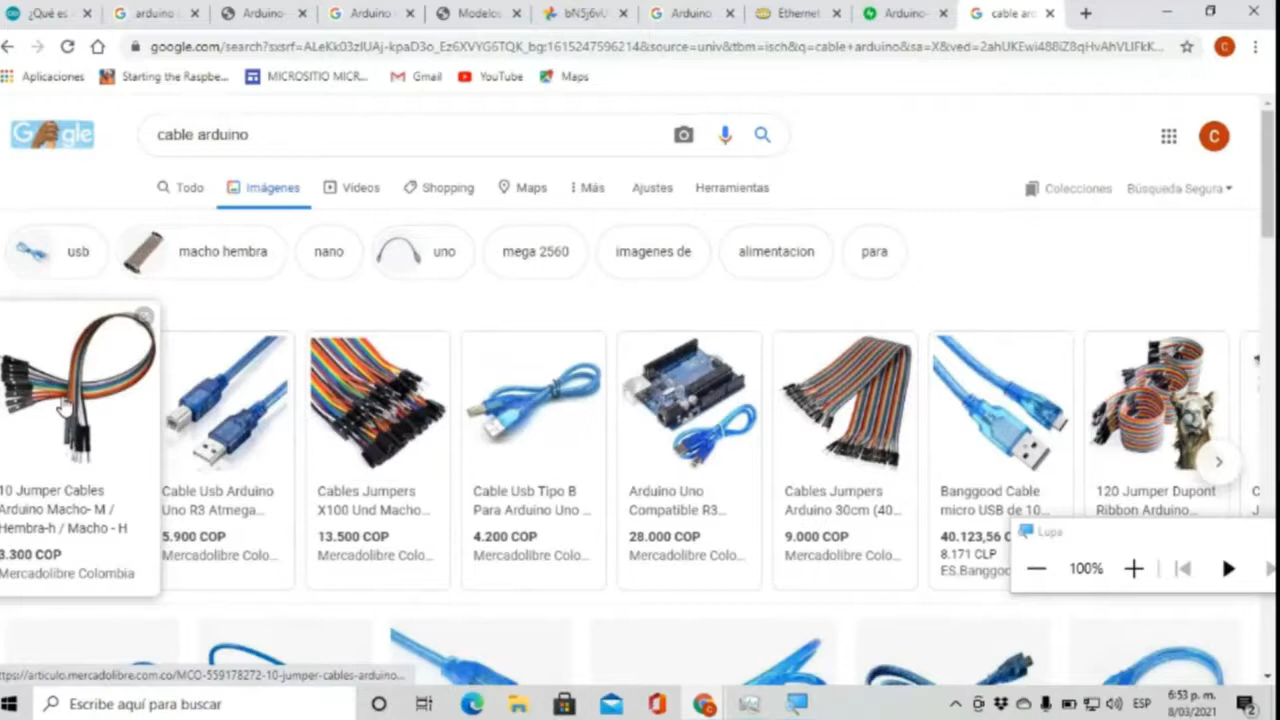 ¿Qué es
arduino
Arduino-
Arduino
Modelos
bN5j6vU
Arduino
Ethernet
Arduino-
cable ard
google.com/search?sxsrf=ALeKk03zIUAj-kpaD3o_Ez6XVYG6TQK_bg:1615247596214&source=univ&tbm=isch&q=cable+arduino&sa=X&ved=2ahUKEwi488iZ8qHvAhVLIFkK...
C
Aplicaciones
Starting the Raspbe...
MICROSITIO MICR...
Gmail
YouTube
Maps
Google
cable arduino
C
Todo
Imágenes
Vídeos
Shopping
Maps
Más
Ajustes
Herramientas
Colecciones
Búsqueda Segura
usb
macho hembra
nano
uno
mega 2560
imagenes de
alimentacion
para
10 Jumper Cables
Arduino Macho- M /
Hembra-h / Macho - H
3.300 COP
Mercadolibre Colombia
Cable Usb Arduino
Uno R3 Atmega...
5.900 COP
Mercadolibre Colo...
Cables Jumpers
X100 Und Macho...
13.500 COP
Mercadolibre Colo...
Cable Usb Tipo B
Para Arduino Uno ...
4.200 COP
Mercadolibre Colo...
Arduino Uno
Compatible R3...
28.000 COP
Mercadolibre Colo...
Cables Jumpers
Arduino 30cm (40...
9.000 COP
Mercadolibre Colo...
Banggood Cable
micro USB de 10...
40.123,56 C
8.171 CLP
ES.Banggoo
120 Jumper Dupont
Ribbon Arduino...
Lupa
100%
ttps://articulo.mercadolibre.com.co/MCO-559178272-10-jumper-cables-arduino...
Escribe aquí para buscar
ESP
6:53 p. m.
8/03/2021
2